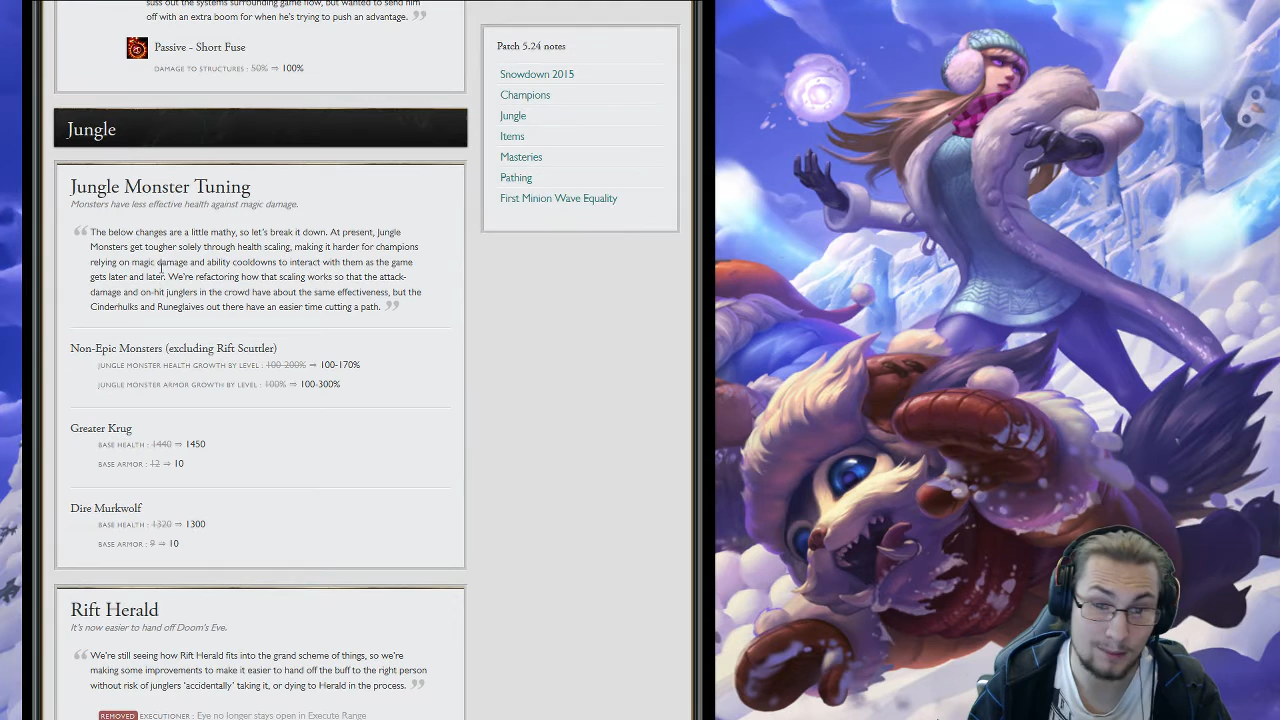 suss out the systems surrounding game flow, but wanted to send him
off with an extra boom for when he's trying to push an advantage.
Passive - Short Fuse
DAMAGE TO STRUCTURES : 50% ⇒ 100%
Jungle
Jungle Monster Tuning
Monsters have less effective health against magic damage.
The below changes are a little mathy, so let's break it down. At present, Jungle
Monsters get tougher solely through health scaling, making it harder for champions
relying on magic damage and ability cooldowns to interact with them as the game
gets later and later. We're refactoring how that scaling works so that the attack-
damage and on-hit junglers in the crowd have about the same effectiveness, but the
Cinderhulks and Runeglaives out there have an easier time cutting a path.
Non-Epic Monsters (excluding Rift Scuttler)
JUNGLE MONSTER HEALTH GROWTH BY LEVEL : 100-200% ⇒ 100-170%
JUNGLE MONSTER ARMOR GROWTH BY LEVEL : 100% ⇒ 100-300%
Greater Krug
BASE HEALTH : 1440 ⇒ 1450
BASE ARMOR : 12 ⇒ 10
Dire Murkwolf
BASE HEALTH : 1320 ⇒ 1300
BASE ARMOR : 9 ⇒ 10
Rift Herald
It's now easier to hand off Doom's Eve.
We're still seeing how Rift Herald fits into the grand scheme of things, so we're
making some improvements to make it easier to hand off the buff to the right person
without risk of junglers 'accidentally' taking it, or dying to Herald in the process.
REMOVED EXECUTIONER : Eye no longer stays open in Execute Range
Patch 5.24 notes
Snowdown 2015
Champions
Jungle
Items
Masteries
Pathing
First Minion Wave Equality